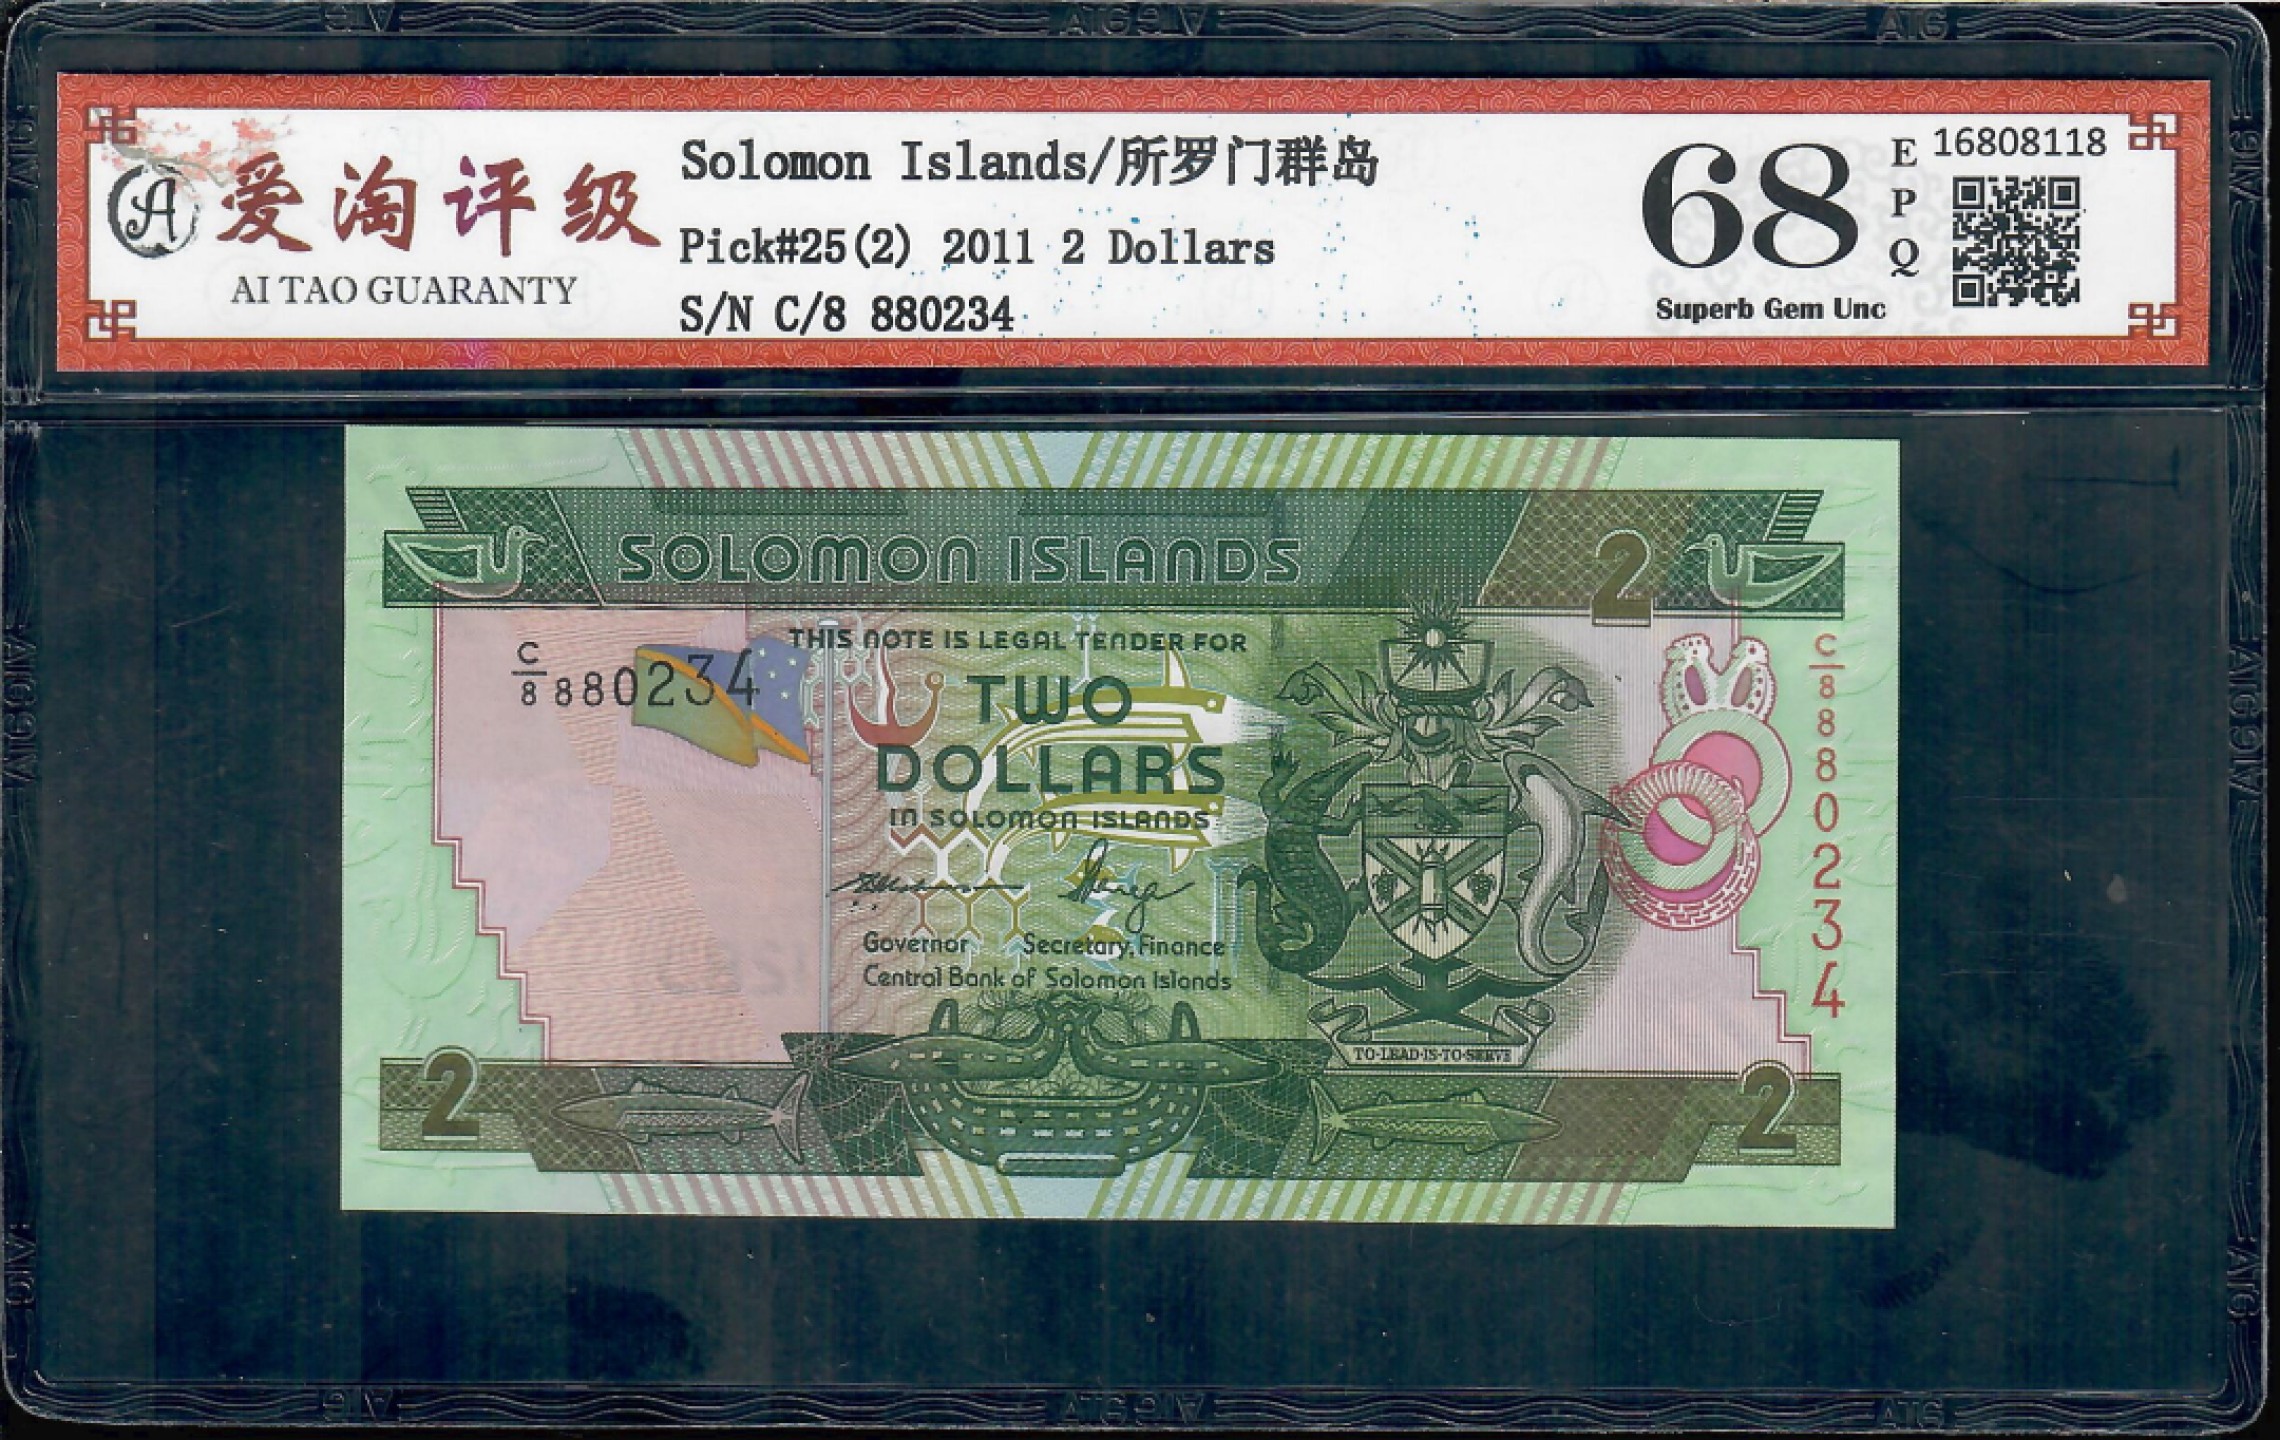 爱淘评级
AI TAO GUARANTY
Solomon Islands/所罗门群岛
Pick#25(2) 2011 2 Dollars
S/N C/8 880234
68
EPQ
Superb Gem Unc
16808118
SOLOMON ISLANDS
2
C/8 880234
THIS NOTE IS LEGAL TENDER FOR
TWO
DOLLARS
IN SOLOMON ISLANDS
Governor Secretary, Finance
Central Bank of Solomon Islands
C/8 880234
TO·LEAD·IS·TO·SERVE
2
2